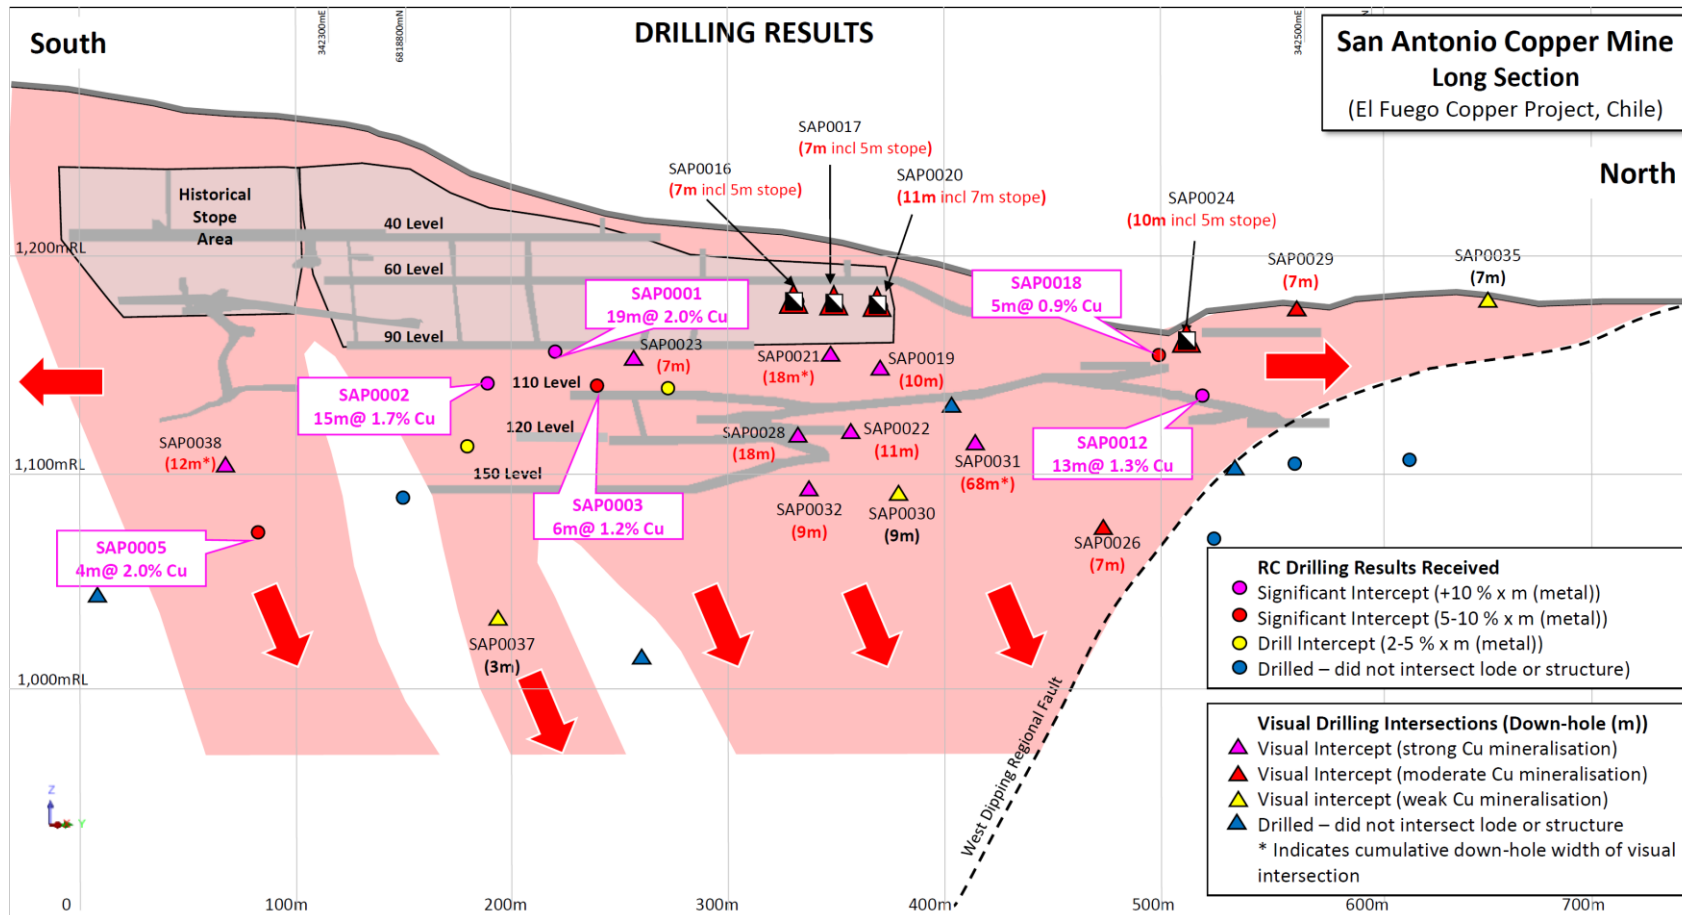 South
342300mE
6818800mN
DRILLING RESULTS
342500mE
San Antonio Copper Mine
Long Section
(El Fuego Copper Project, Chile)
North
SAP0017
(7m incl 5m stope)
SAP0016
(7m incl 5m stope)
SAP0020
(11m incl 7m stope)
SAP0024
(10m incl 5m stope)
Historical
Stope
Area
40 Level
1,200mRL
60 Level
SAP0029
(7m)
SAP0035
(7m)
SAP0018
5m@ 0.9% Cu
SAP0001
19m@ 2.0% Cu
90 Level
SAP0023
(7m)
SAP0021
(18m*)
SAP0019
(10m)
110 Level
SAP0002
15m@ 1.7% Cu
120 Level
SAP0028
(18m)
SAP0022
(11m)
SAP0038
(12m*)
SAP0031
(68m*)
SAP0012
13m@ 1.3% Cu
1,100mRL
150 Level
SAP0003
6m@ 1.2% Cu
SAP0032
(9m)
SAP0030
(9m)
SAP0026
(7m)
SAP0005
4m@ 2.0% Cu
SAP0037
(3m)
1,000mRL
West Dipping Regional Fault
RC Drilling Results Received
Significant Intercept (+10 % x m (metal))
Significant Intercept (5-10 % x m (metal))
Drill Intercept (2-5 % x m (metal))
Drilled – did not intersect lode or structure)
Visual Drilling Intersections (Down-hole (m))
Visual Intercept (strong Cu mineralisation)
Visual Intercept (moderate Cu mineralisation)
Visual intercept (weak Cu mineralisation)
Drilled – did not intersect lode or structure
* Indicates cumulative down-hole width of visual
intersection
Z
X
Y
0
100m
200m
300m
400m
500m
600m
700m